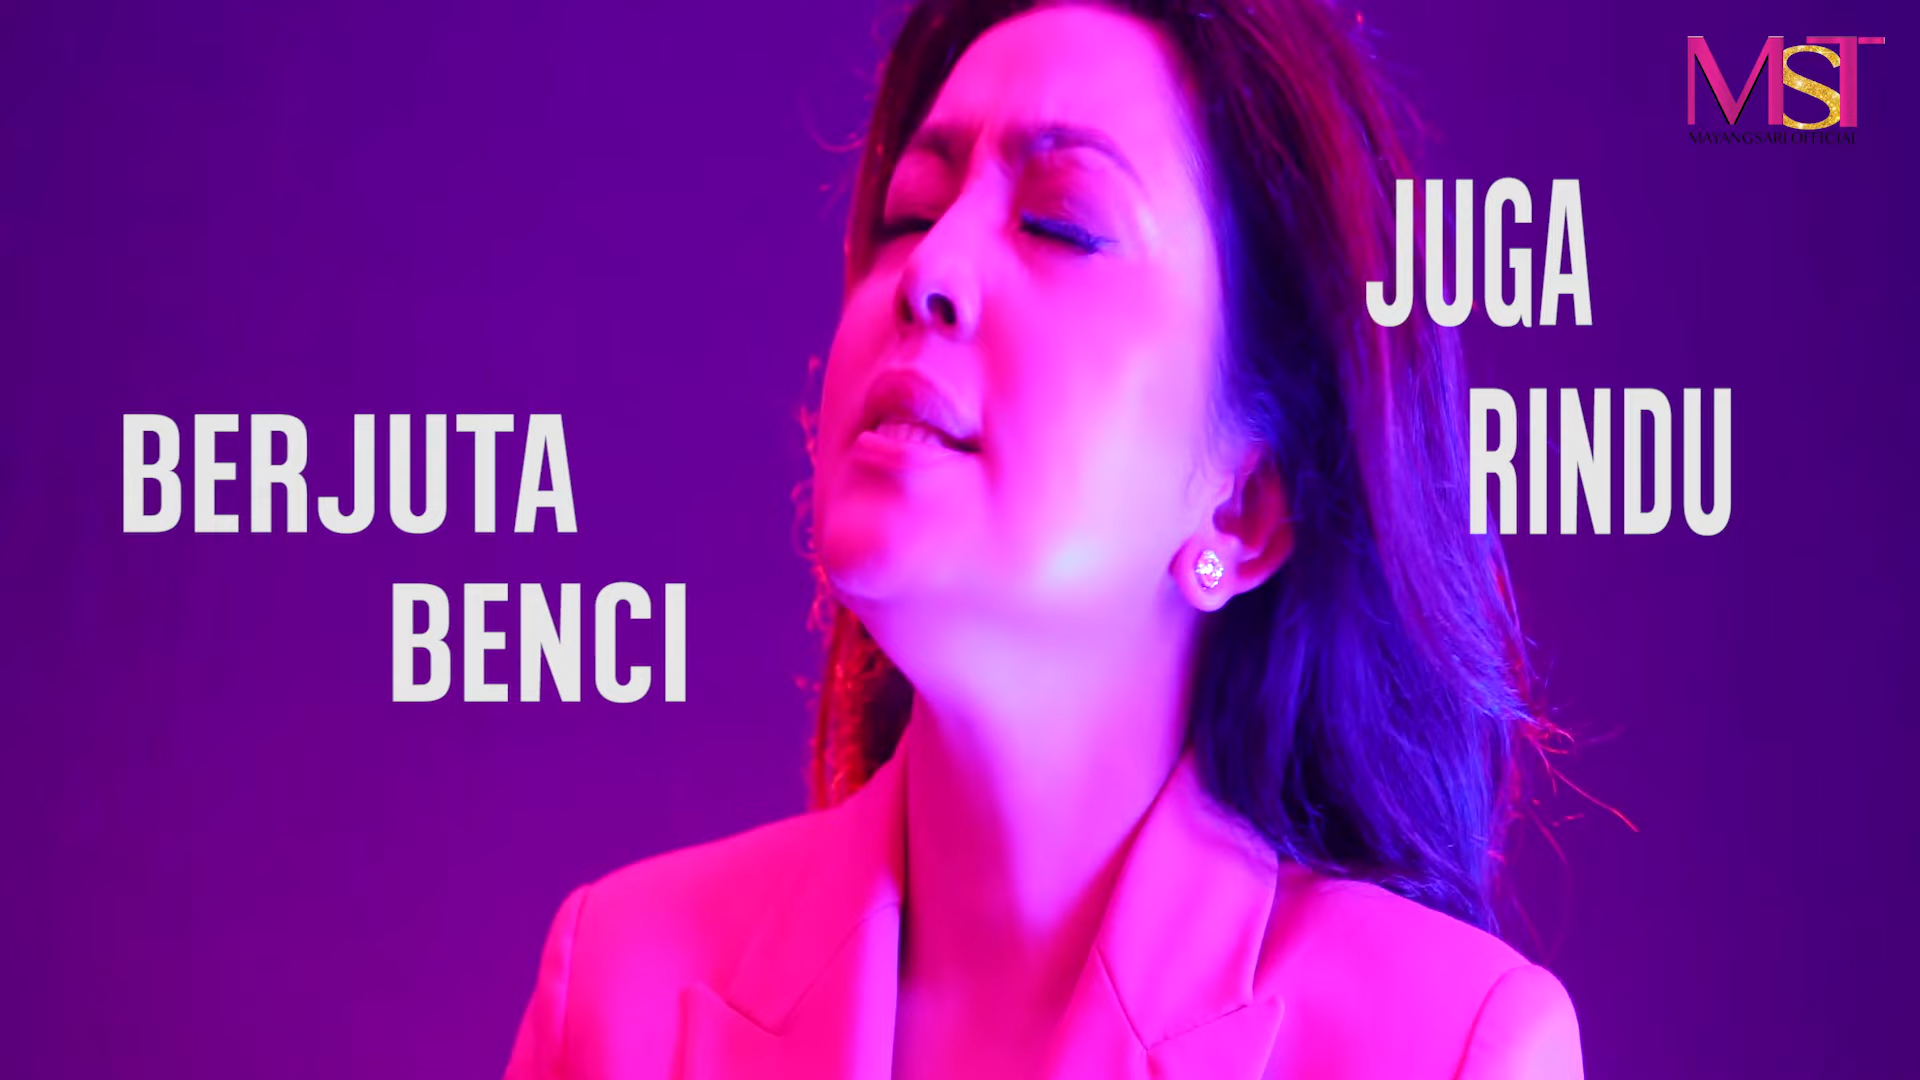 MST
MAYANGSARI OFFICIAL
BERJUTA
BENCI
JUGA
RINDU